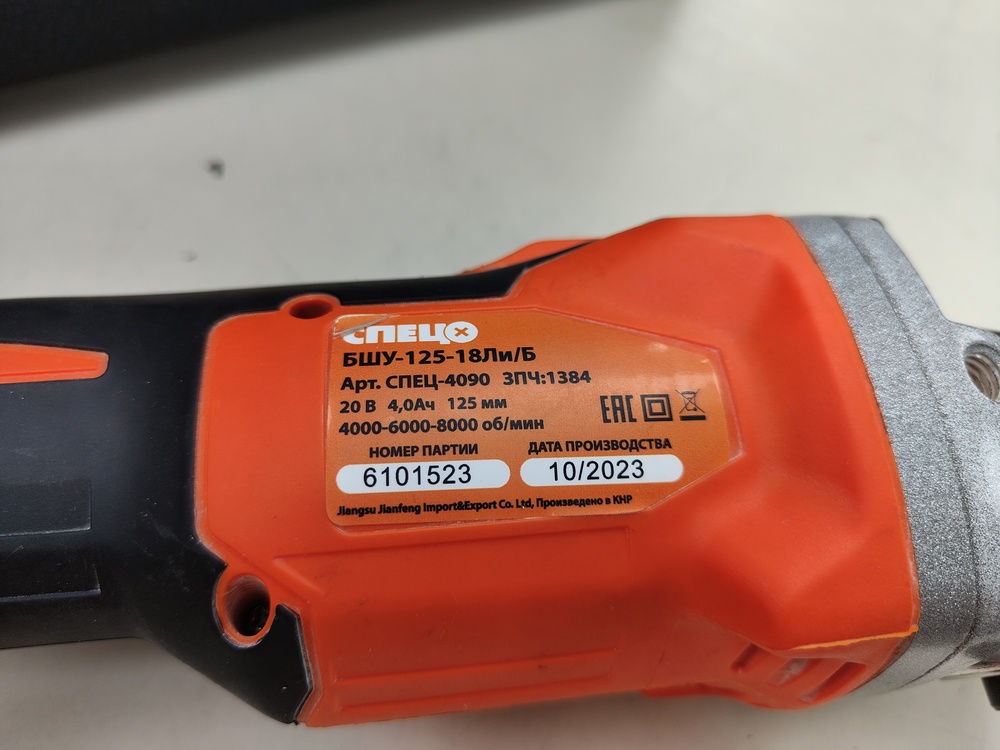 СПЕЦ
БШУ-125-18Ли/Б
Арт. СПЕЦ-4090 ЗПЧ:1384
20 В 4,0Ач 125 мм
4000-6000-8000 об/мин
EAC
НОМЕР ПАРТИИ ДАТА ПРОИЗВОДСТВА
6101523 10/2023
Jiangsu Jianfeng Import&Export Co. Ltd, Произведено в КНР